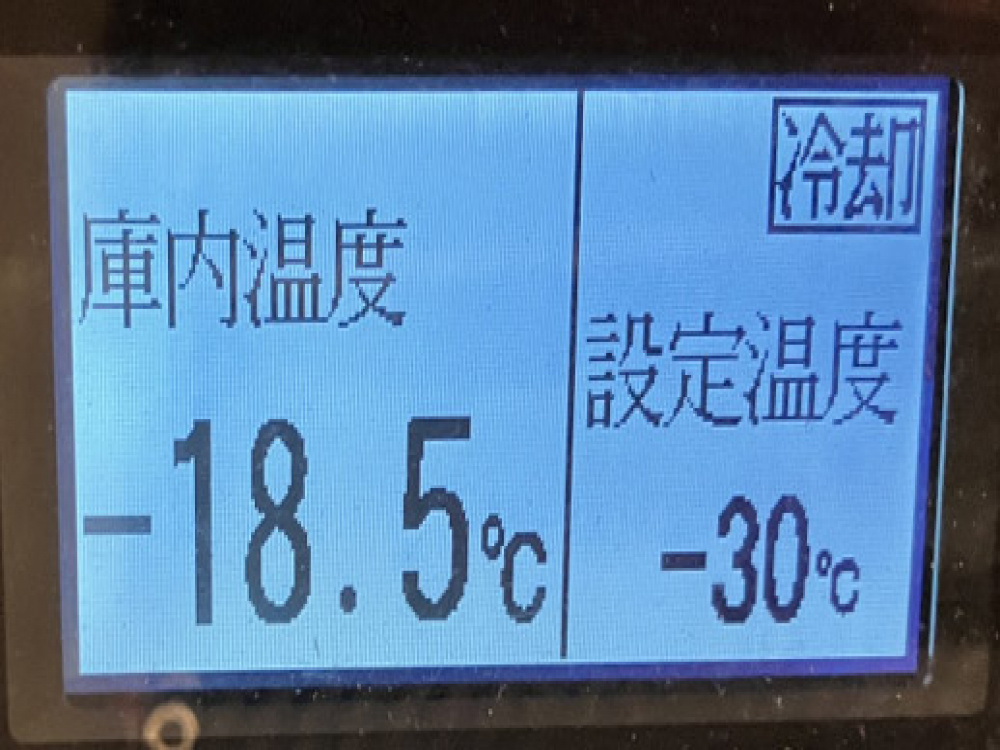 庫内温度
-18.5℃
冷却
設定温度
-30℃